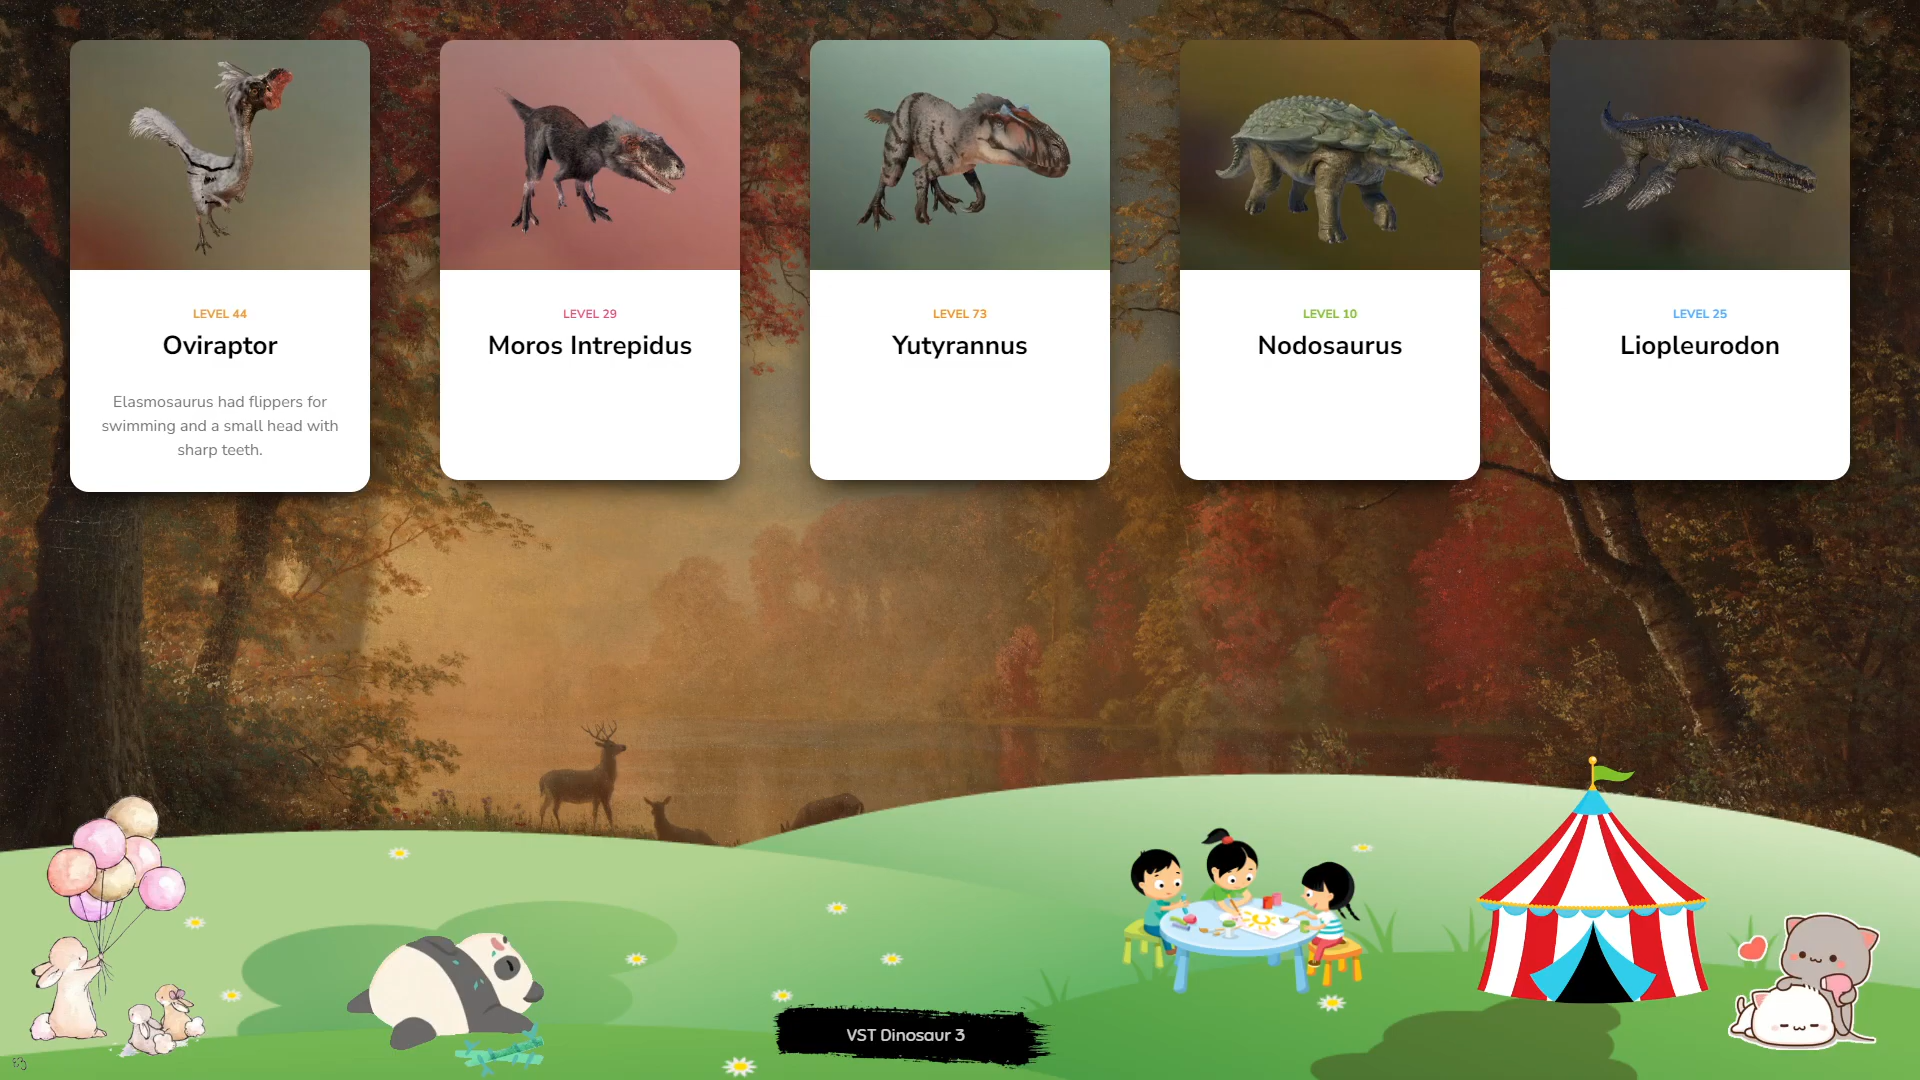 LEVEL 44
Oviraptor
Elasmosaurus had flippers for
swimming and a small head with
sharp teeth.
LEVEL 29
Moros Intrepidus
LEVEL 73
Yutyrannus
LEVEL 10
Nodosaurus
LEVEL 25
Liopleurodon
VST Dinosaur 3